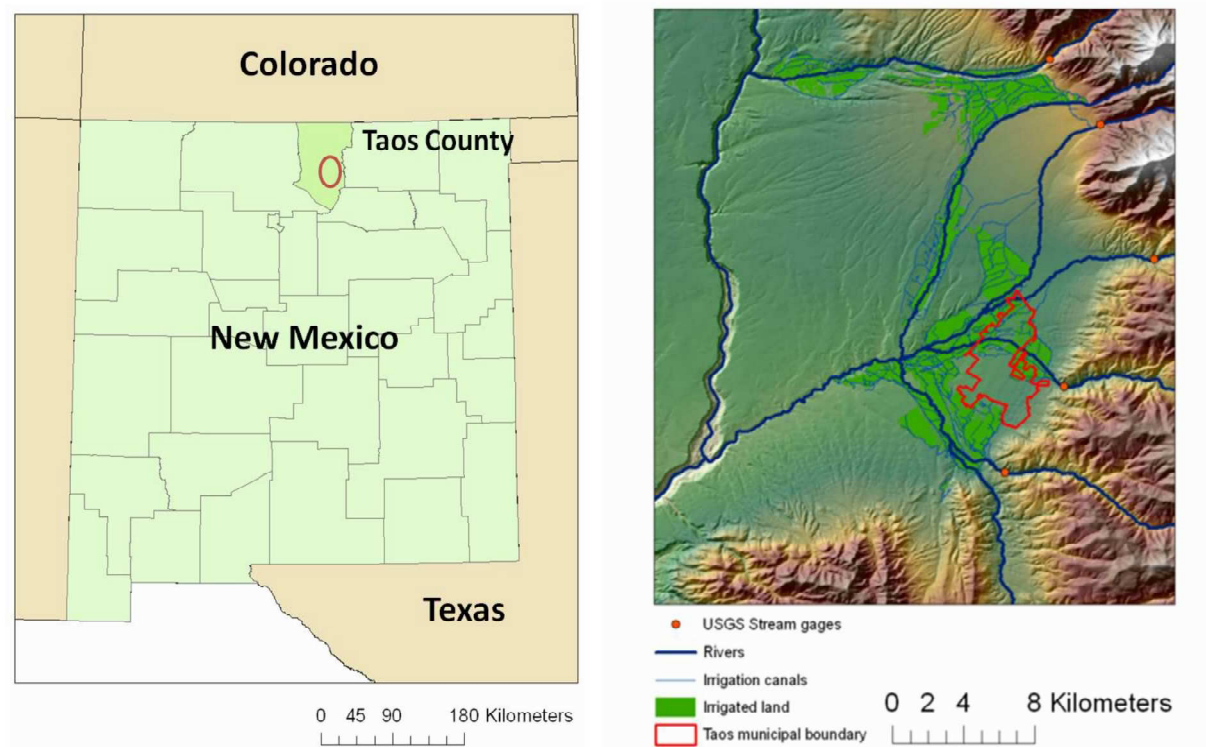 Colorado
Taos County
New Mexico
Texas
0 45 90 180 Kilometers
USGS Stream gages
Rivers
Irrigation canals
Irrigated land
Taos municipal boundary
0 2 4 8 Kilometers